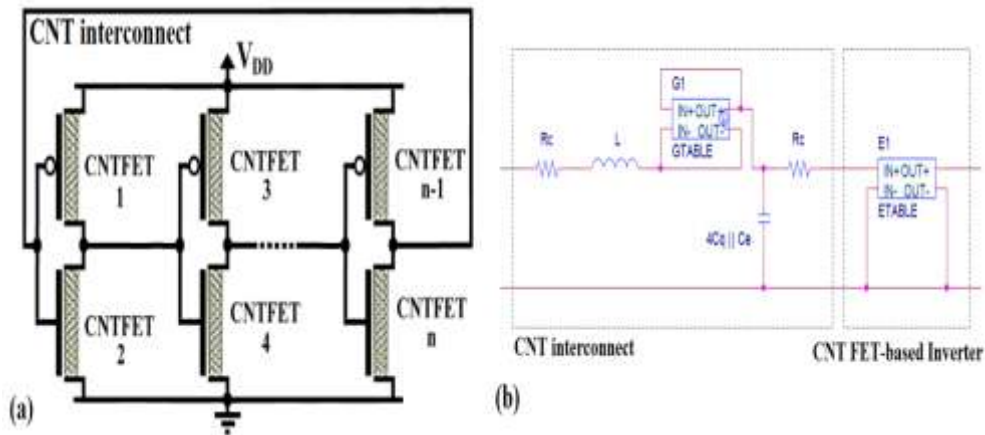 CNT interconnect
V_DD
CNTFET
1
CNTFET
3
CNTFET
n-1
CNTFET
2
CNTFET
4
CNTFET
n
(a)
G1
IN+OUT+
IN- OUT-
GTABLE
Rc
L
Rc
4Cq || Ce
E1
IN+OUT+
IN- OUT-
ETABLE
CNT interconnect
CNT FET-based Inverter
(b)